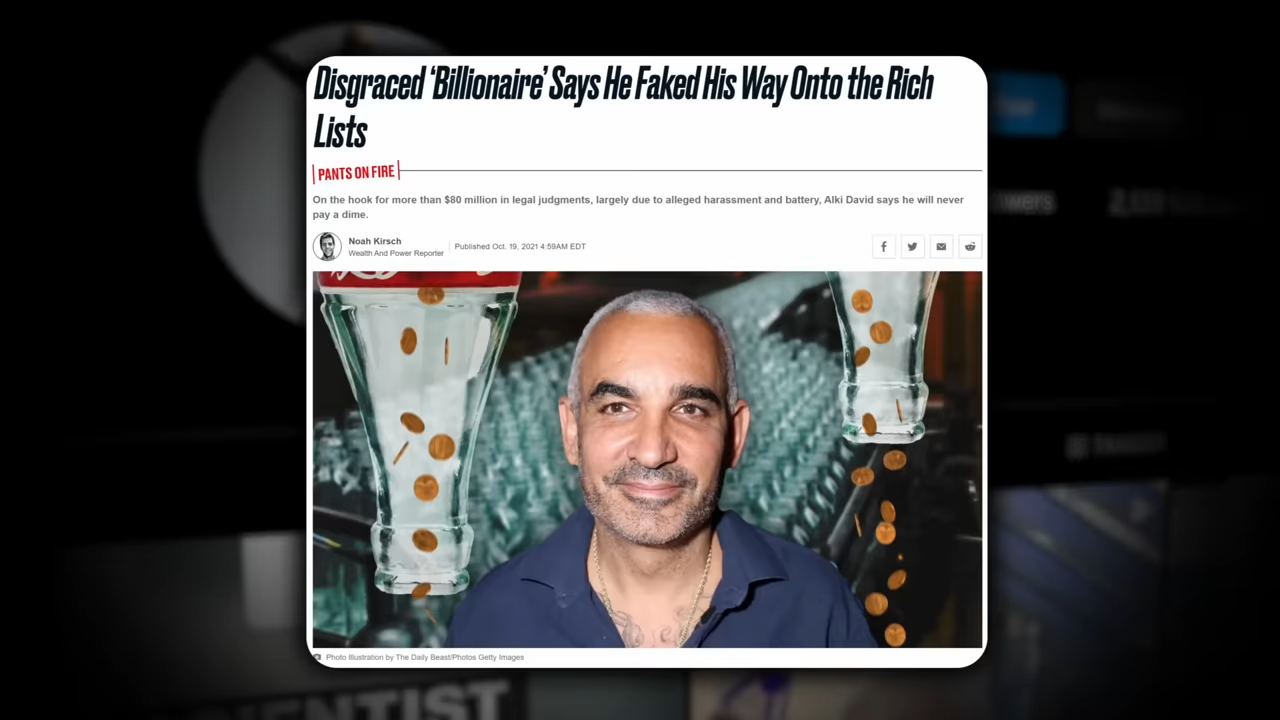 Disgraced ‘Billionaire’ Says He Faked His Way Onto the Rich
Lists
PANTS ON FIRE
On the hook for more than $80 million in legal judgments, largely due to alleged harassment and battery, Alki David says he will never
pay a dime.
Noah Kirsch
Wealth And Power Reporter
Published Oct. 19, 2021 4:59AM EDT
Photo Illustration by The Daily Beast/Photos Getty Images